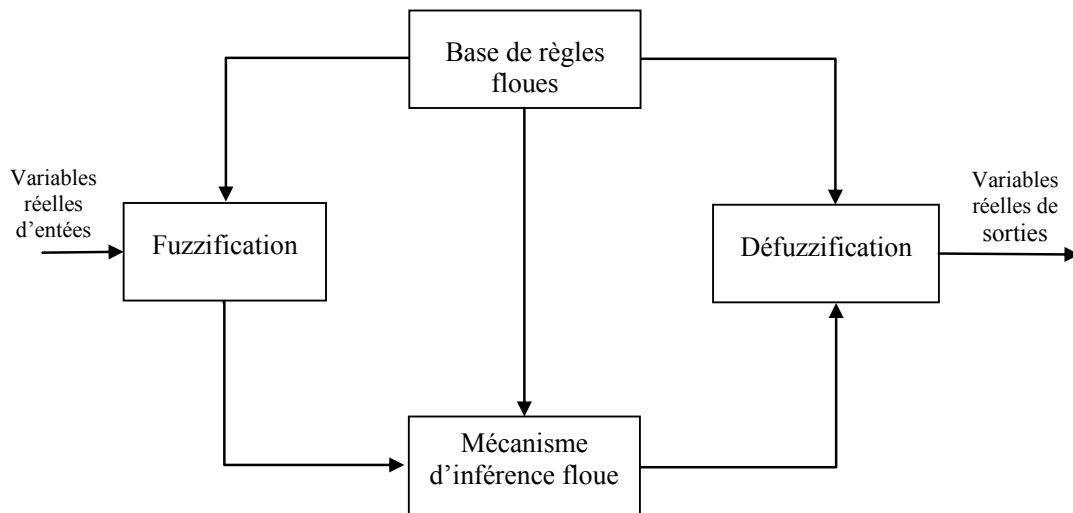 Base de règles
floues
Variables
réelles
d’entées
Fuzzification
Défuzzification
Variables
réelles de
sorties
Mécanisme
d’inférence floue